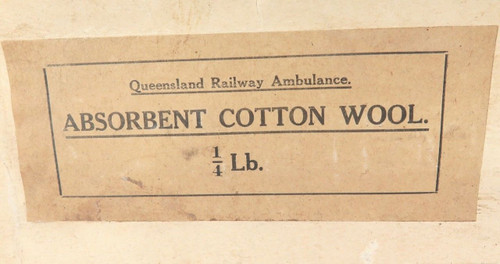 Queensland Railway Ambulance.
ABSORBENT COTTON WOOL.
1/4 Lb.